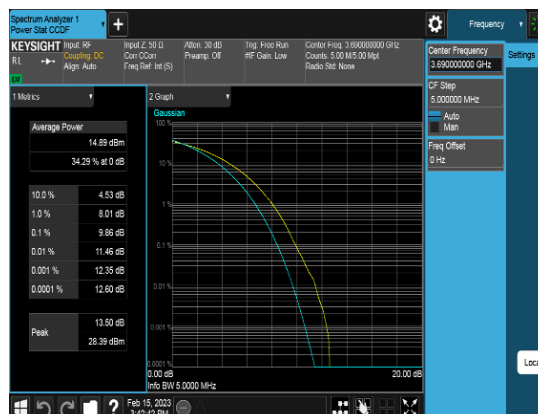 Spectrum Analyzer 1
Power Stat CCDF
Frequency
KEYSIGHT
Input: RF
Coupling: DC
Align: Auto
Input Z: 50 Ω
Corr CCorr
Freq Ref: Int (S)
Atten: 30 dB
Preamp: Off
Trig: Free Run
#IF Gain: Low
Center Freq: 3.690000000 GHz
Counts: 5.00 M/5.00 Mpt
Radio Std: None
Center Frequency
3.690000000 GHz
Settings
CF Step
5.000000 MHz
Auto
Man
Freq Offset
0 Hz
1 Metrics
2 Graph
Average Power
14.89 dBm
34.29 % at 0 dB
10.0 % 4.53 dB
1.0 % 8.01 dB
0.1 % 9.86 dB
0.01 % 11.46 dB
0.001 % 12.35 dB
0.0001 % 12.60 dB
Peak
13.50 dB
28.39 dBm
Gaussian
100 %
10 %
1 %
0.1 %
0.01 %
0.001 %
0.0001 %
0.00 dB
20.00 dB
Info BW 5.0000 MHz
Loca
Feb 15, 2023